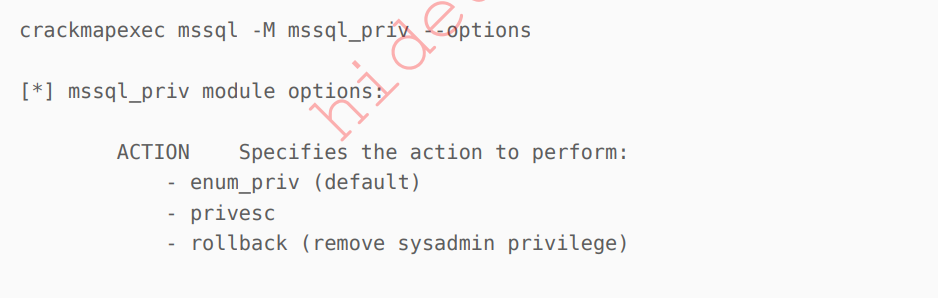 crackmapexec mssql -M mssql_priv --options
[*] mssql_priv module options:
ACTION    Specifies the action to perform:
- enum_priv (default)
- privesc
- rollback (remove sysadmin privilege)